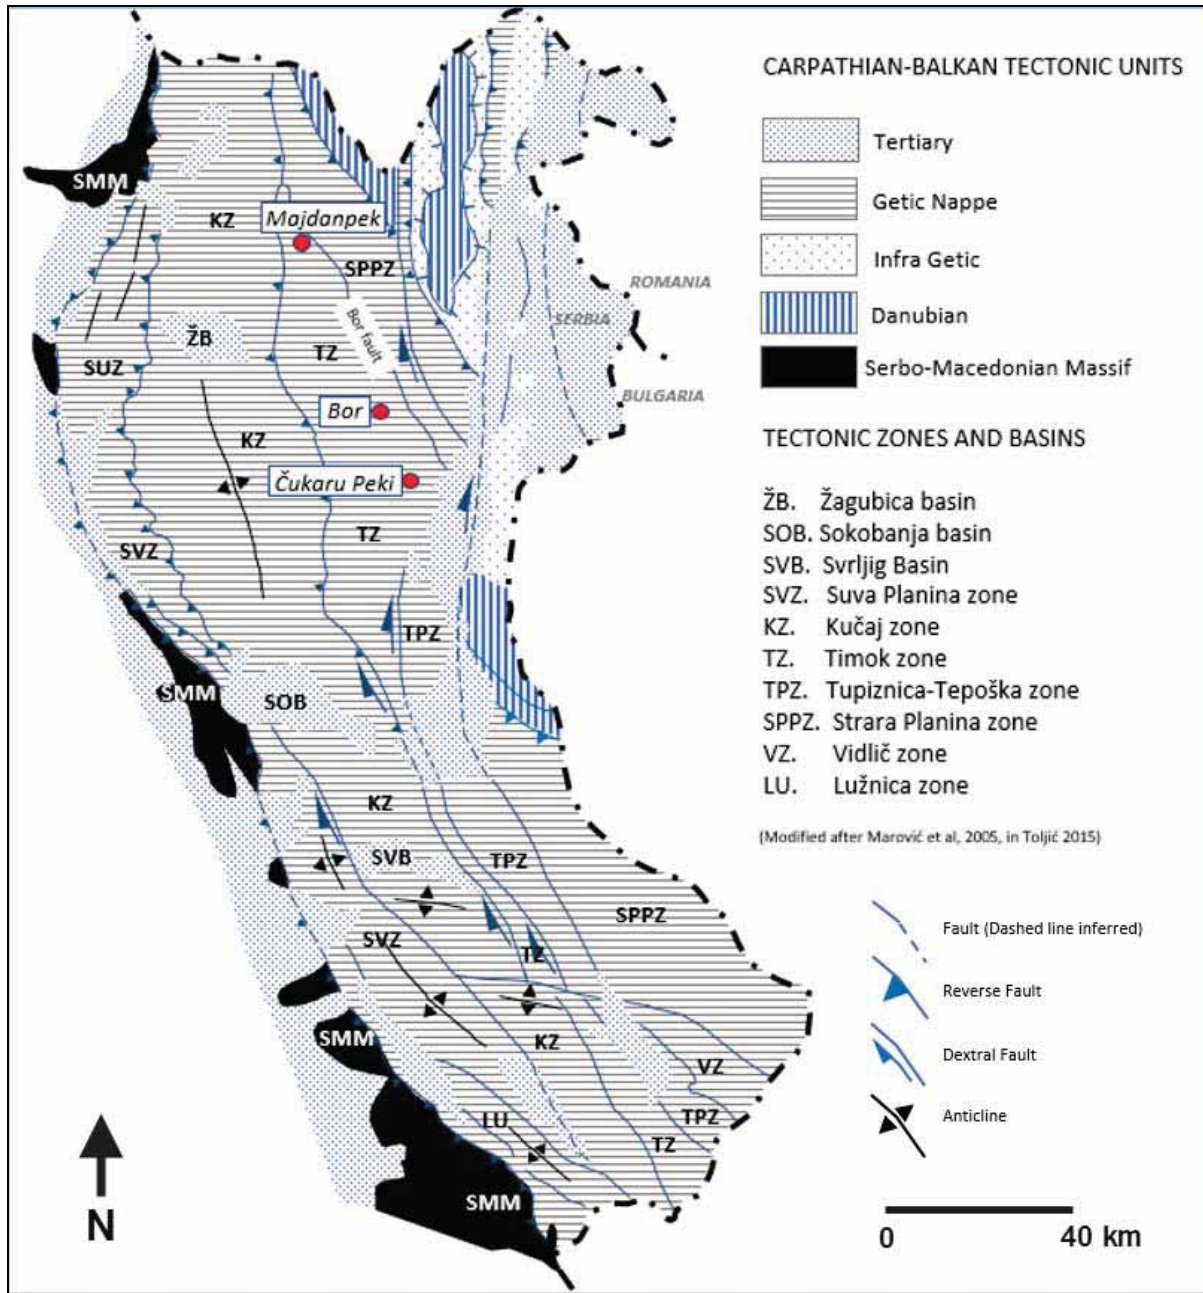 CARPATHIAN-BALKAN TECTONIC UNITS
Tertiary
Getic Nappe
Infra Getic
Danubian
Serbo-Macedonian Massif
TECTONIC ZONES AND BASINS
ŽB. Žagubica basin
SOB. Sokobanja basin
SVB. Svrljig Basin
SVZ. Suva Planina zone
KZ. Kučaj zone
TZ. Timok zone
TPZ. Tupiznica-Tepoška zone
SPPZ. Strara Planina zone
VZ. Vidlič zone
LU. Lužnica zone
(Modified after Marović et al, 2005, in Toljić 2015)
Fault (Dashed line inferred)
Reverse Fault
Dextral Fault
Anticline
0 40 km
N
SMM
KZ
Majdanpek
SPPZ
ROMANIA
SERBIA
BULGARIA
Bor fault
ŽB
TZ
SUZ
Bor
KZ
Čukaru Peki
TZ
SVZ
TPZ
SMM
SOB
KZ
SVB
TPZ
SPPZ
SVZ
TZ
SMM
KZ
VZ
LU
TPZ
TZ
SMM